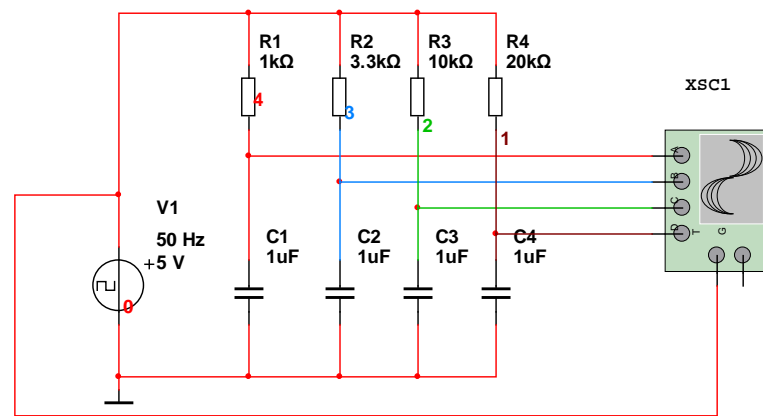 R1
1kΩ
R2
3.3kΩ
R3
10kΩ
R4
20kΩ
XSC1
4
3
2
1
A
B
C
D
T
G
V1
50 Hz
+
5 V
0
C1
1uF
C2
1uF
C3
1uF
C4
1uF